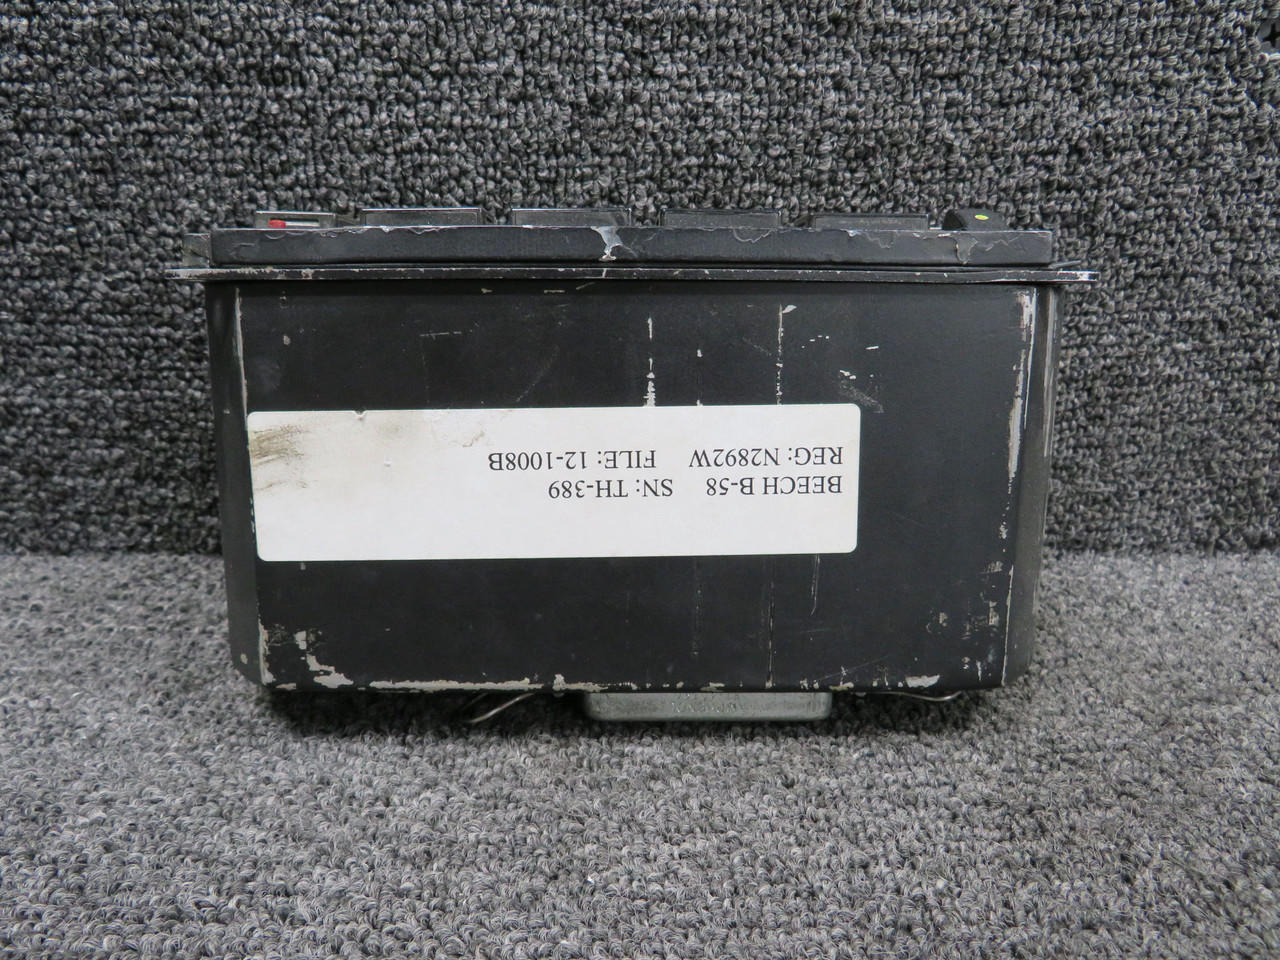 BEECH B-58 SN: TH-389
REG: N2892W FILE: 12-1008B